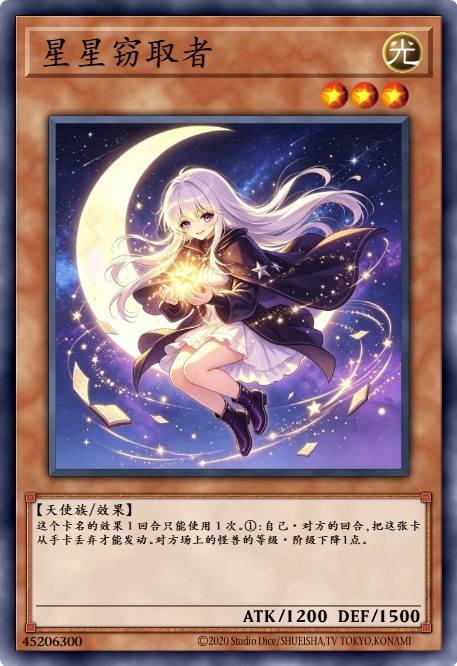 星星窃取者
光
【天使族/效果】
这个卡名的效果1回合只能使用1次。①:自己・对方的回合,把这张卡
从手卡丢弃才能发动。对方场上的怪兽的等级・阶级下降1点。
ATK/1200 DEF/1500
45206300
©2020 Studio Dice/SHUEISHA,TV TOKYO,KONAMI